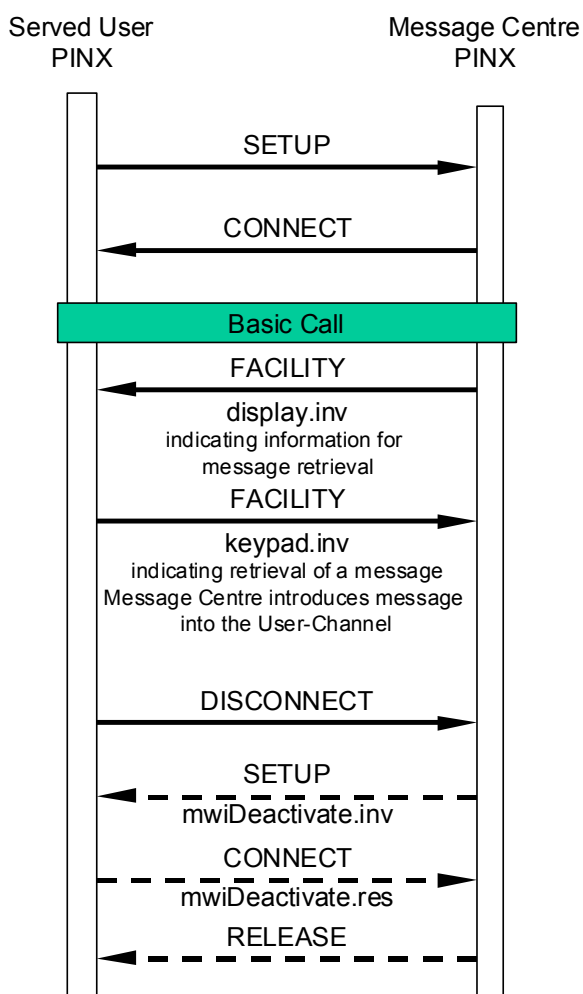 Served User
PINX
Message Centre
PINX
SETUP
CONNECT
Basic Call
FACILITY
display.inv
indicating information for
message retrieval
FACILITY
keypad.inv
indicating retrieval of a message
Message Centre introduces message
into the User-Channel
DISCONNECT
SETUP
mwiDeactivate.inv
CONNECT
mwiDeactivate.res
RELEASE